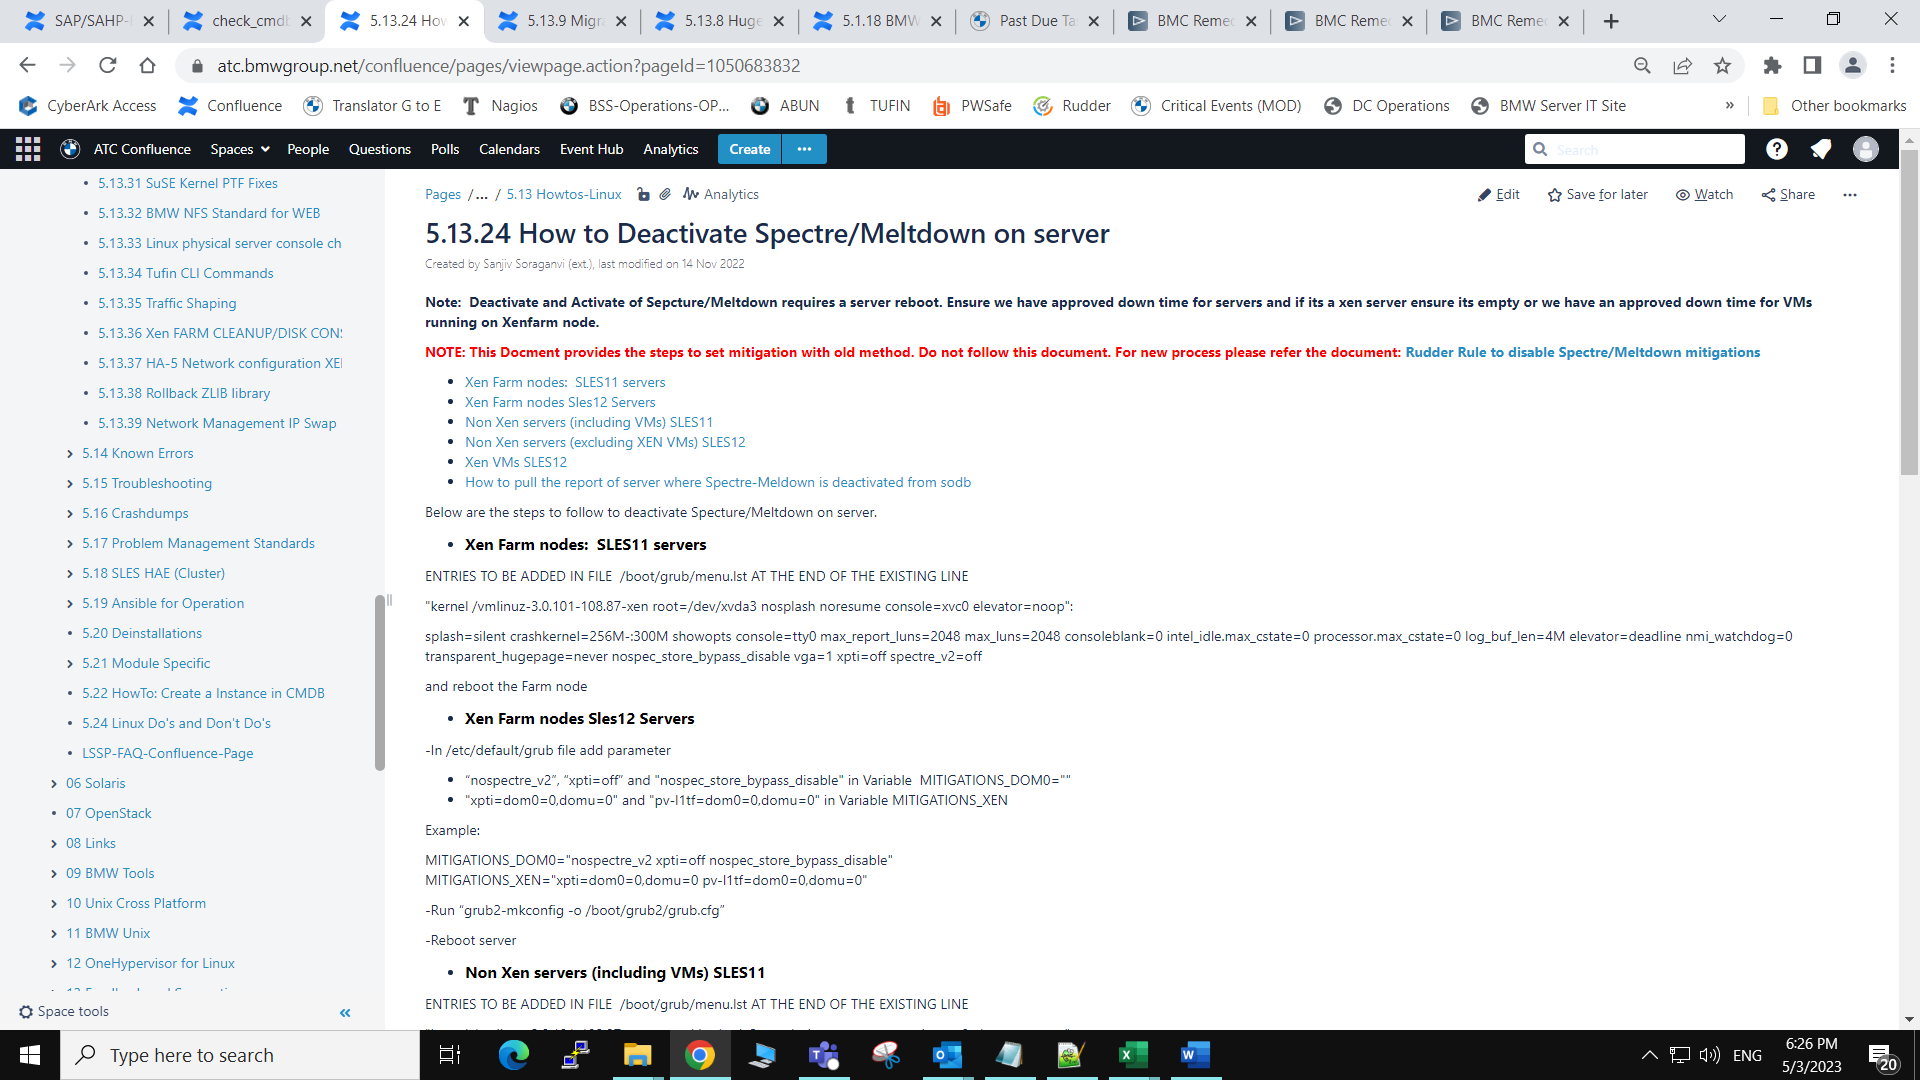 SAP/SAHP-
check_cmd
5.13.24 How
5.13.9 Migra
5.13.8 Huge
5.1.18 BMW
Past Due Ta
BMC Reme
BMC Reme
BMC Reme
atc.bmwgroup.net/confluence/pages/viewpage.action?pageId=1050683832
CyberArk Access
Confluence
Translator G to E
Nagios
BSS-Operations-OP...
ABUN
TUFIN
PWSafe
Rudder
Critical Events (MOD)
DC Operations
BMW Server IT Site
»
Other bookmarks
ATC Confluence
Spaces
People
Questions
Polls
Calendars
Event Hub
Analytics
Create
...
Search
5.13.31 SuSE Kernel PTF Fixes
5.13.32 BMW NFS Standard for WEB
5.13.33 Linux physical server console ch
5.13.34 Tufin CLI Commands
5.13.35 Traffic Shaping
5.13.36 Xen FARM CLEANUP/DISK CONS
5.13.37 HA-5 Network configuration XEI
5.13.38 Rollback ZLIB library
5.13.39 Network Management IP Swap
5.14 Known Errors
5.15 Troubleshooting
5.16 Crashdumps
5.17 Problem Management Standards
5.18 SLES HAE (Cluster)
5.19 Ansible for Operation
5.20 Deinstallations
5.21 Module Specific
5.22 HowTo: Create a Instance in CMDB
5.24 Linux Do's and Don't Do's
LSSP-FAQ-Confluence-Page
06 Solaris
07 OpenStack
08 Links
09 BMW Tools
10 Unix Cross Platform
11 BMW Unix
12 OneHypervisor for Linux
Space tools
«
Pages /... / 5.13 Howtos-Linux
Analytics
Edit
Save for later
Watch
Share
...
5.13.24 How to Deactivate Spectre/Meltdown on server
Created by Sanjiv Soraganvi (ext.), last modified on 14 Nov 2022
Note: Deactivate and Activate of Sepcture/Meltdown requires a server reboot. Ensure we have approved down time for servers and if its a xen server ensure its empty or we have an approved down time for VMs
running on Xenfarm node.
NOTE: This Docment provides the steps to set mitigation with old method. Do not follow this document. For new process please refer the document: Rudder Rule to disable Spectre/Meltdown mitigations
Xen Farm nodes: SLES11 servers
Xen Farm nodes Sles12 Servers
Non Xen servers (including VMs) SLES11
Non Xen servers (excluding XEN VMs) SLES12
Xen VMs SLES12
How to pull the report of server where Spectre-Meldown is deactivated from sodb
Below are the steps to follow to deactivate Specture/Meltdown on server.
Xen Farm nodes: SLES11 servers
ENTRIES TO BE ADDED IN FILE /boot/grub/menu.lst AT THE END OF THE EXISTING LINE
"kernel /vmlinuz-3.0.101-108.87-xen root=/dev/xvda3 nosplash noresume console=xvc0 elevator=noop":
splash=silent crashkernel=256M-:300M showopts console=tty0 max_report_luns=2048 max_luns=2048 consoleblank=0 intel_idle.max_cstate=0 processor.max_cstate=0 log_buf_len=4M elevator=deadline nmi_watchdog=0
transparent_hugepage=never nospec_store_bypass_disable vga=1 xpti=off spectre_v2=off
and reboot the Farm node
Xen Farm nodes Sles12 Servers
-In /etc/default/grub file add parameter
“nospectre_v2”, “xpti=off” and "nospec_store_bypass_disable" in Variable MITIGATIONS_DOM0=""
"xpti=dom0=0,domu=0" and "pv-l1tf=dom0=0,domu=0" in Variable MITIGATIONS_XEN
Example:
MITIGATIONS_DOM0="nospectre_v2 xpti=off nospec_store_bypass_disable"
MITIGATIONS_XEN="xpti=dom0=0,domu=0 pv-l1tf=dom0=0,domu=0"
-Run “grub2-mkconfig -o /boot/grub2/grub.cfg”
-Reboot server
Non Xen servers (including VMs) SLES11
ENTRIES TO BE ADDED IN FILE /boot/grub/menu.lst AT THE END OF THE EXISTING LINE
Type here to search
ENG
6:26 PM
5/3/2023
20